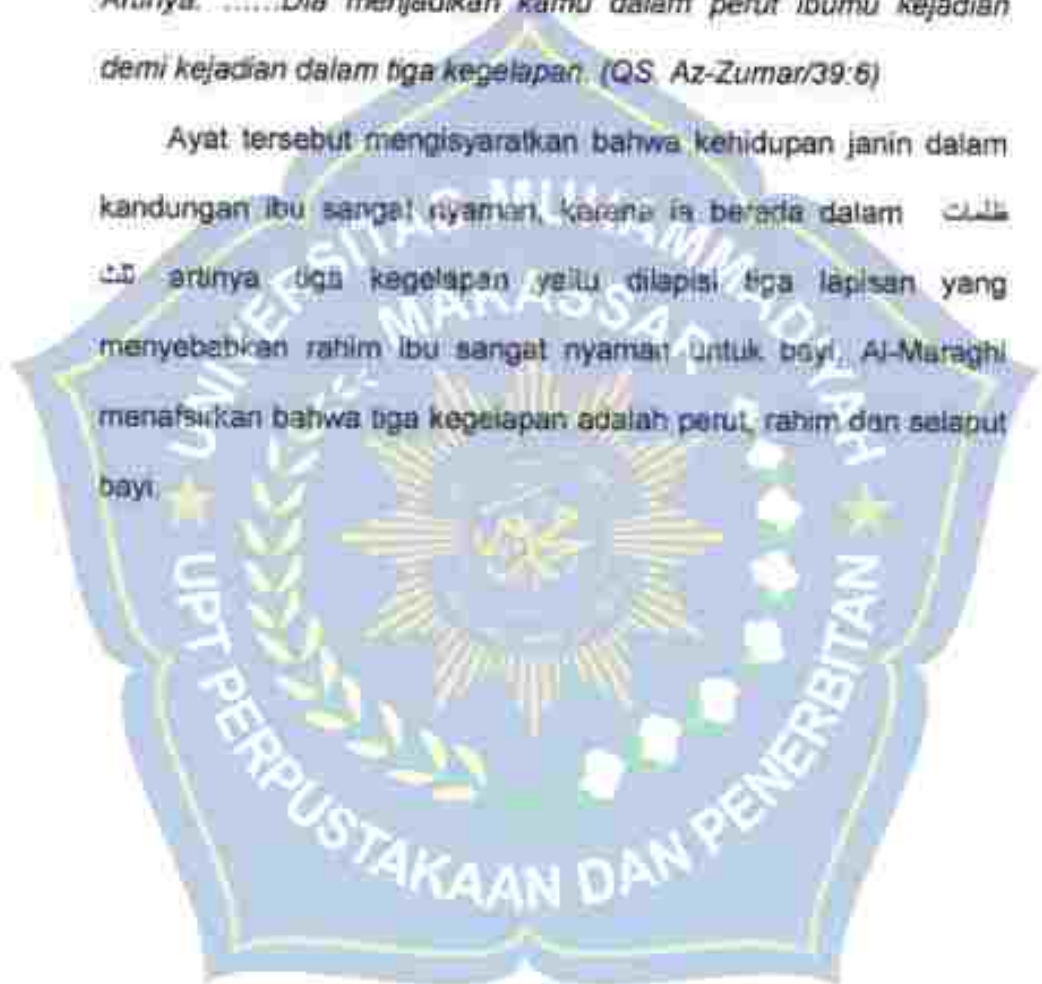 Artinya: ......Dia menjadikan kamu dalam perut ibumu kejadian
demi kejadian dalam tiga kegelapan. (QS. Az-Zumar/39:6)
Ayat tersebut mengisyaratkan bahwa kehidupan janin dalam
kandungan ibu sangat nyaman, karena ia berada dalam ظلمات
ثلث artinya tiga kegelapan yaitu dilapisi tiga lapisan yang
menyebabkan rahim ibu sangat nyaman untuk bayi. Al-Maraghi
menafsirkan bahwa tiga kegelapan adalah perut, rahim dan selaput
bayi.
UNIVERSITAS MUHAMMADIYAH
MAKASSAR
UPT PERPUSTAKAAN DAN PENERBITAN